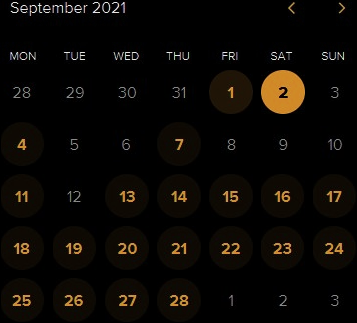 September 2021
MON TUE WED THU FRI SAT SUN
28 29 30 31 1 2 3
4 5 6 7 8 9 10
11 12 13 14 15 16 17
18 19 20 21 22 23 24
25 26 27 28 1 2 3